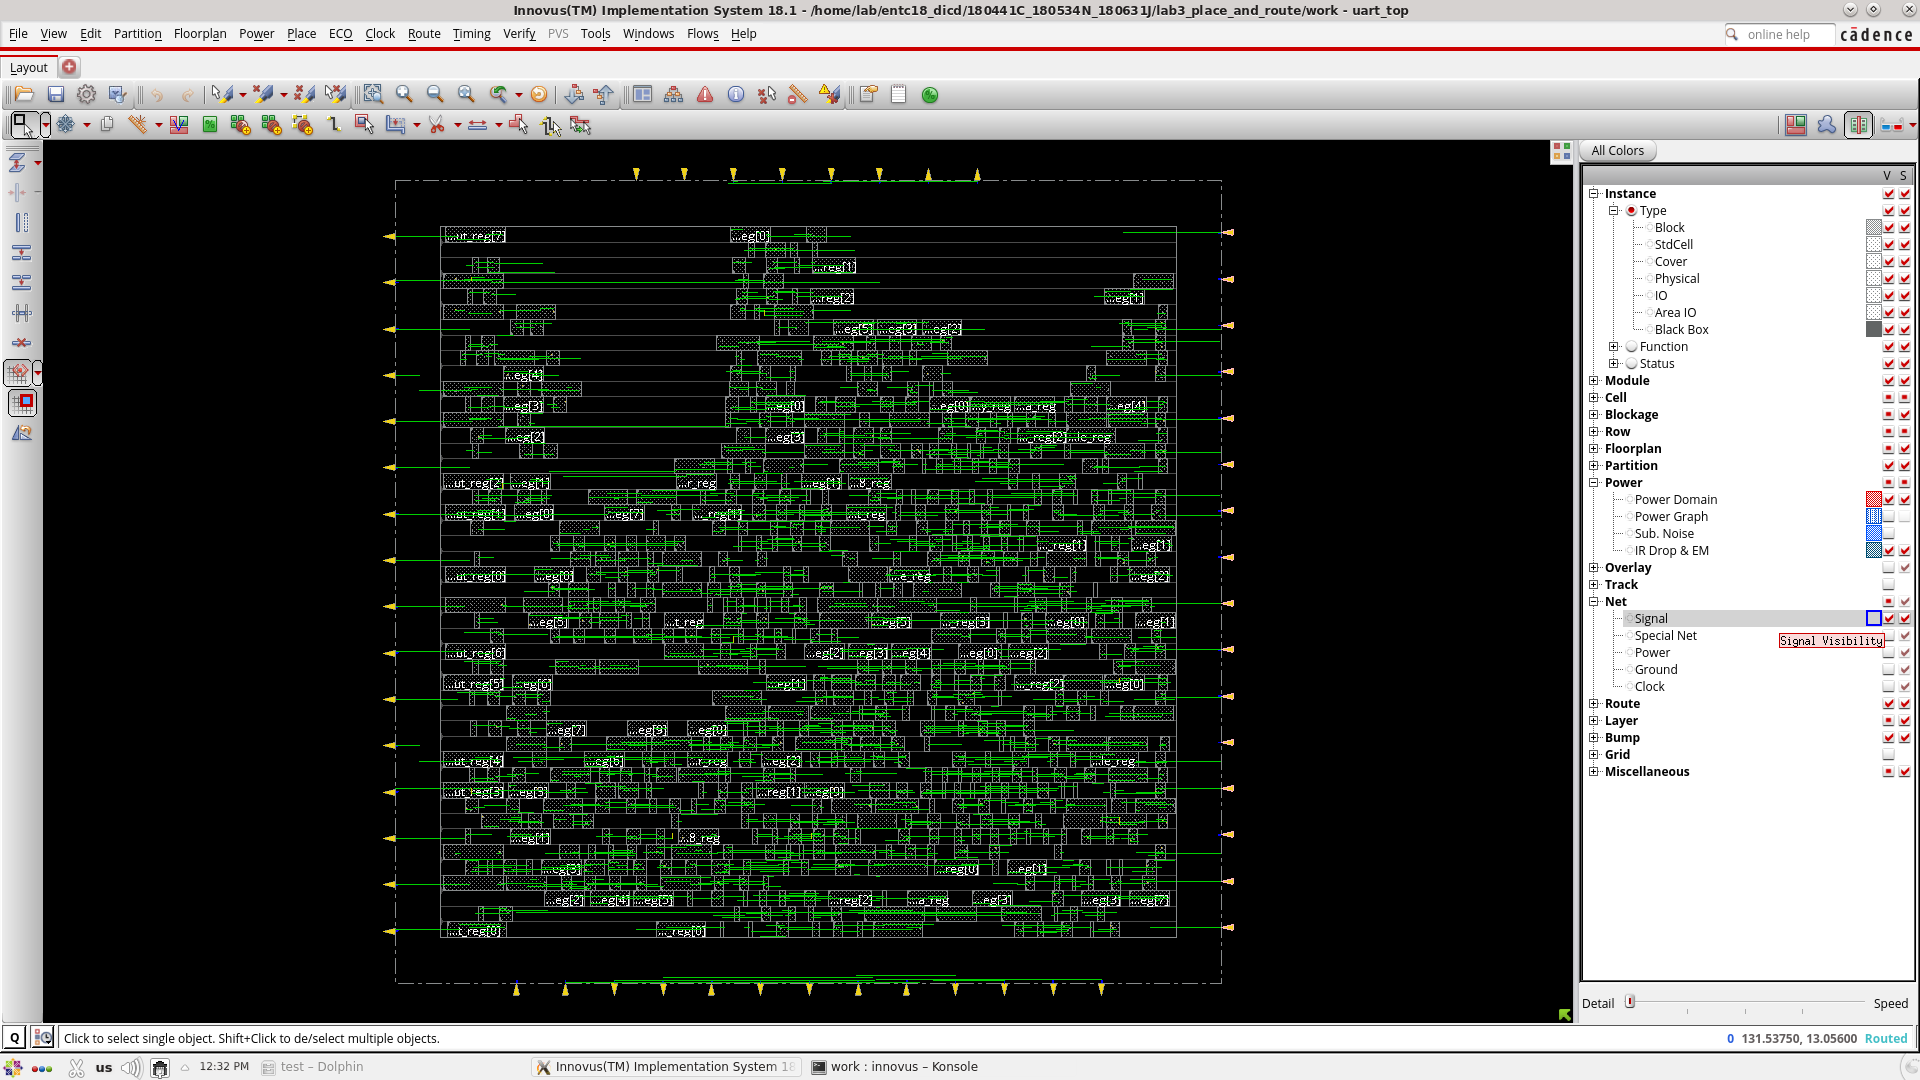 Innovus(TM) Implementation System 18.1 - /home/lab/entc18_dicd/180441C_180534N_180631J/lab3_place_and_route/work - uart_top
File View Edit Partition Floorplan Power Place ECO Clock Route Timing Verify PVS Tools Windows Flows Help
online help
cādence
Layout
All Colors
V S
Instance
Type
Block
StdCell
Cover
Physical
IO
Area IO
Black Box
Function
Status
Module
Cell
Blockage
Row
Floorplan
Partition
Power
Power Domain
Power Graph
Sub. Noise
IR Drop & EM
Overlay
Track
Net
Signal
Special Net
Signal Visibility
Power
Ground
Clock
Route
Layer
Bump
Grid
Miscellaneous
Detail Speed
...ut_reg[7] ...eg[0]
...reg[1]
...reg[2] ...eg[1]
...eg[5] ...eg[3] ...eg[2]
...eg[4]
...eg[3] ...eg[0] ...eg[0] ...a_reg ...eg[4]
...eg[2] ...eg[3] ..._reg[2] ...le_reg
...ut_reg[2] ...eg[1] ...r_reg ...eg[1] ...8_reg
...ut_reg[1] ...eg[0] ...eg[7] ..._reg[1] ...t_reg
..._reg[1] ...eg[1]
...ut_reg[0] ...eg[0] ...e_reg ...eg[2]
...eg[5] ...t_reg ...eg[5] ..._reg[3] ...eg[0] ...eg[1]
...ut_reg[6] ...eg[2] ...eg[3] ...eg[4] ...eg[0] ...eg[2]
...ut_reg[5] ...eg[6] ...eg[1] ..._reg[2] ...eg[0]
...eg[7] ...eg[9] ...eg[0]
...ut_reg[4] ...eg[6] ...r_reg ...eg[2] ...le_reg
...ut_reg[3] ...eg[9] ...reg[1] ...eg[9]
...eg[1] ...8_reg
...eg[3] ...reg[0] ...eg[1]
...eg[2] ...eg[4] ...eg[5] ...reg[2] ...a_reg ...eg[3] ...eg[3] ...eg[7]
...t_reg[0] ..._reg[0]
Q Click to select single object. Shift+Click to de/select multiple objects. 0 131.53750, 13.05600 Routed
us 12:32 PM test – Dolphin Innovus(TM) Implementation System 18 work : innovus – Konsole